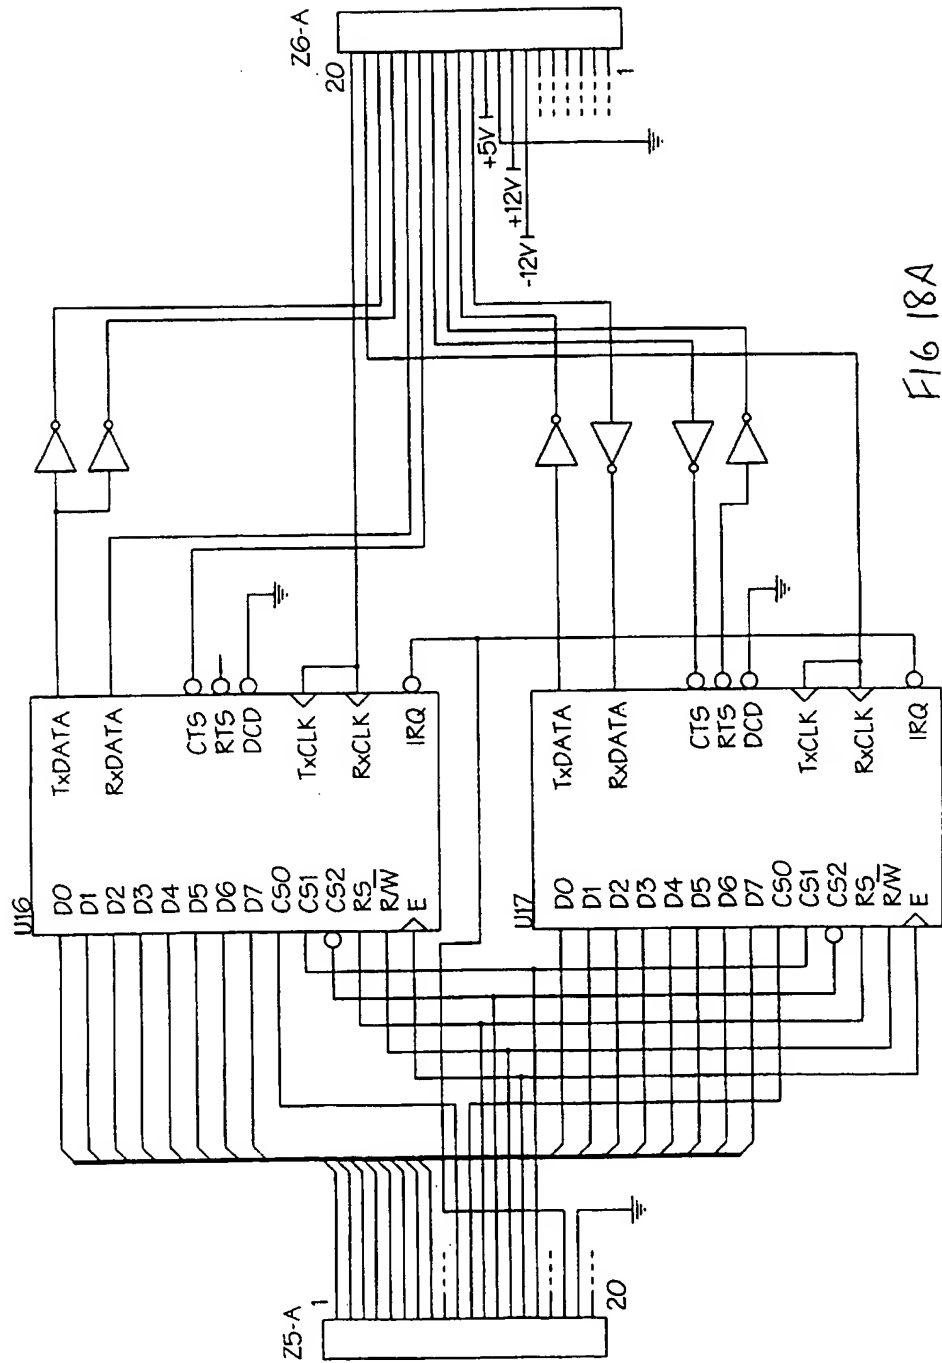 Z6-A
20
+5V
+12V
-12V
1
U16
D0
D1
D2
D3
D4
D5
D6
D7
CS0
CS1
CS2
RS
R/W̅
E
TxDATA
RxDATA
CTS
RTS
DCD
TxCLK
RxCLK
IRQ
U17
D0
D1
D2
D3
D4
D5
D6
D7
CS0
CS1
CS2
RS
R/W̅
E
TxDATA
RxDATA
CTS
RTS
DCD
TxCLK
RxCLK
IRQ
Z5-A
1
20
FIG 18A